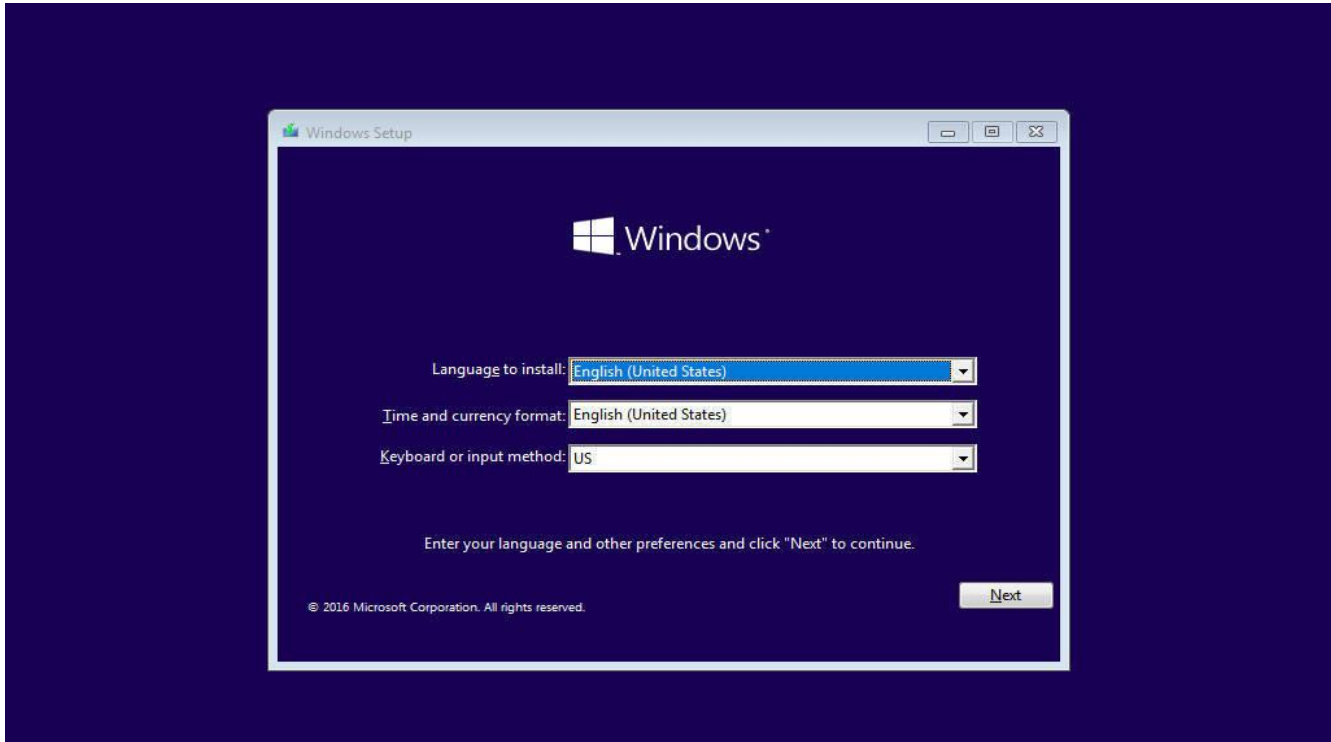 Windows Setup
Windows
Language to install: English (United States)
Time and currency format: English (United States)
Keyboard or input method: US
Enter your language and other preferences and click "Next" to continue.
© 2016 Microsoft Corporation. All rights reserved.
Next